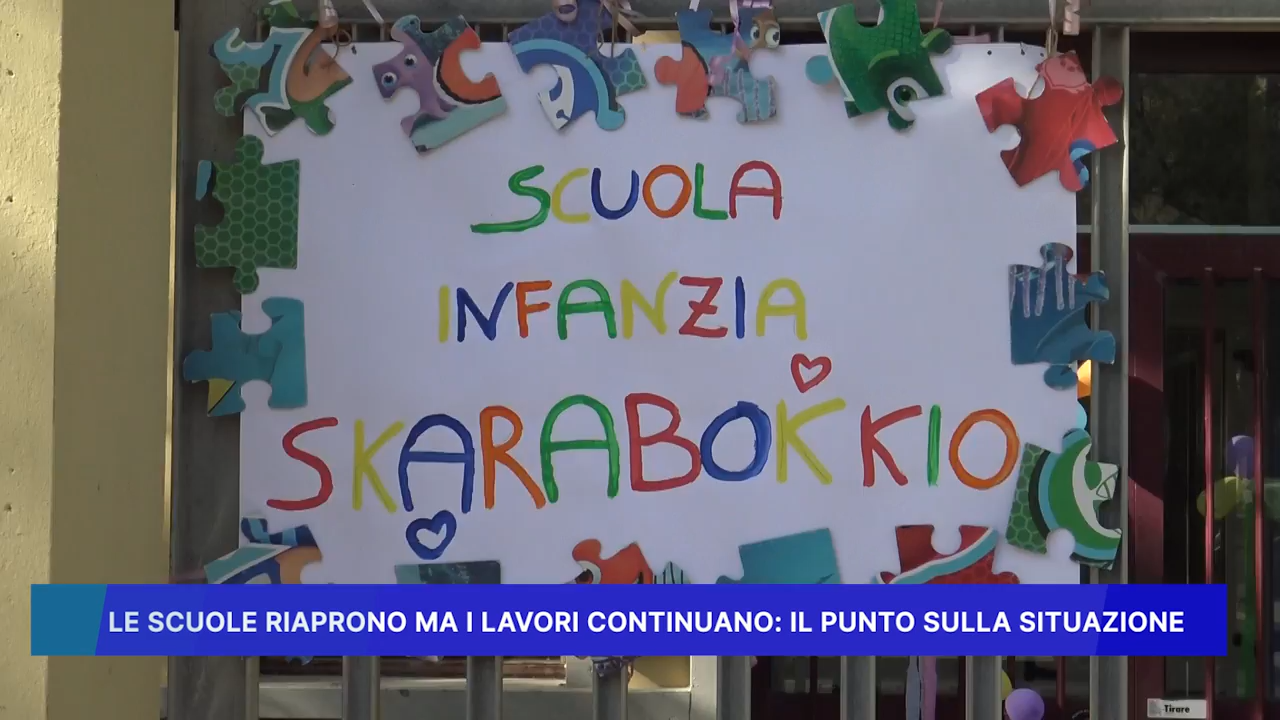 SCUOLA
INFANZIA
SKARABOKKIO
LE SCUOLE RIAPRONO MA I LAVORI CONTINUANO: IL PUNTO SULLA SITUAZIONE
Tirare